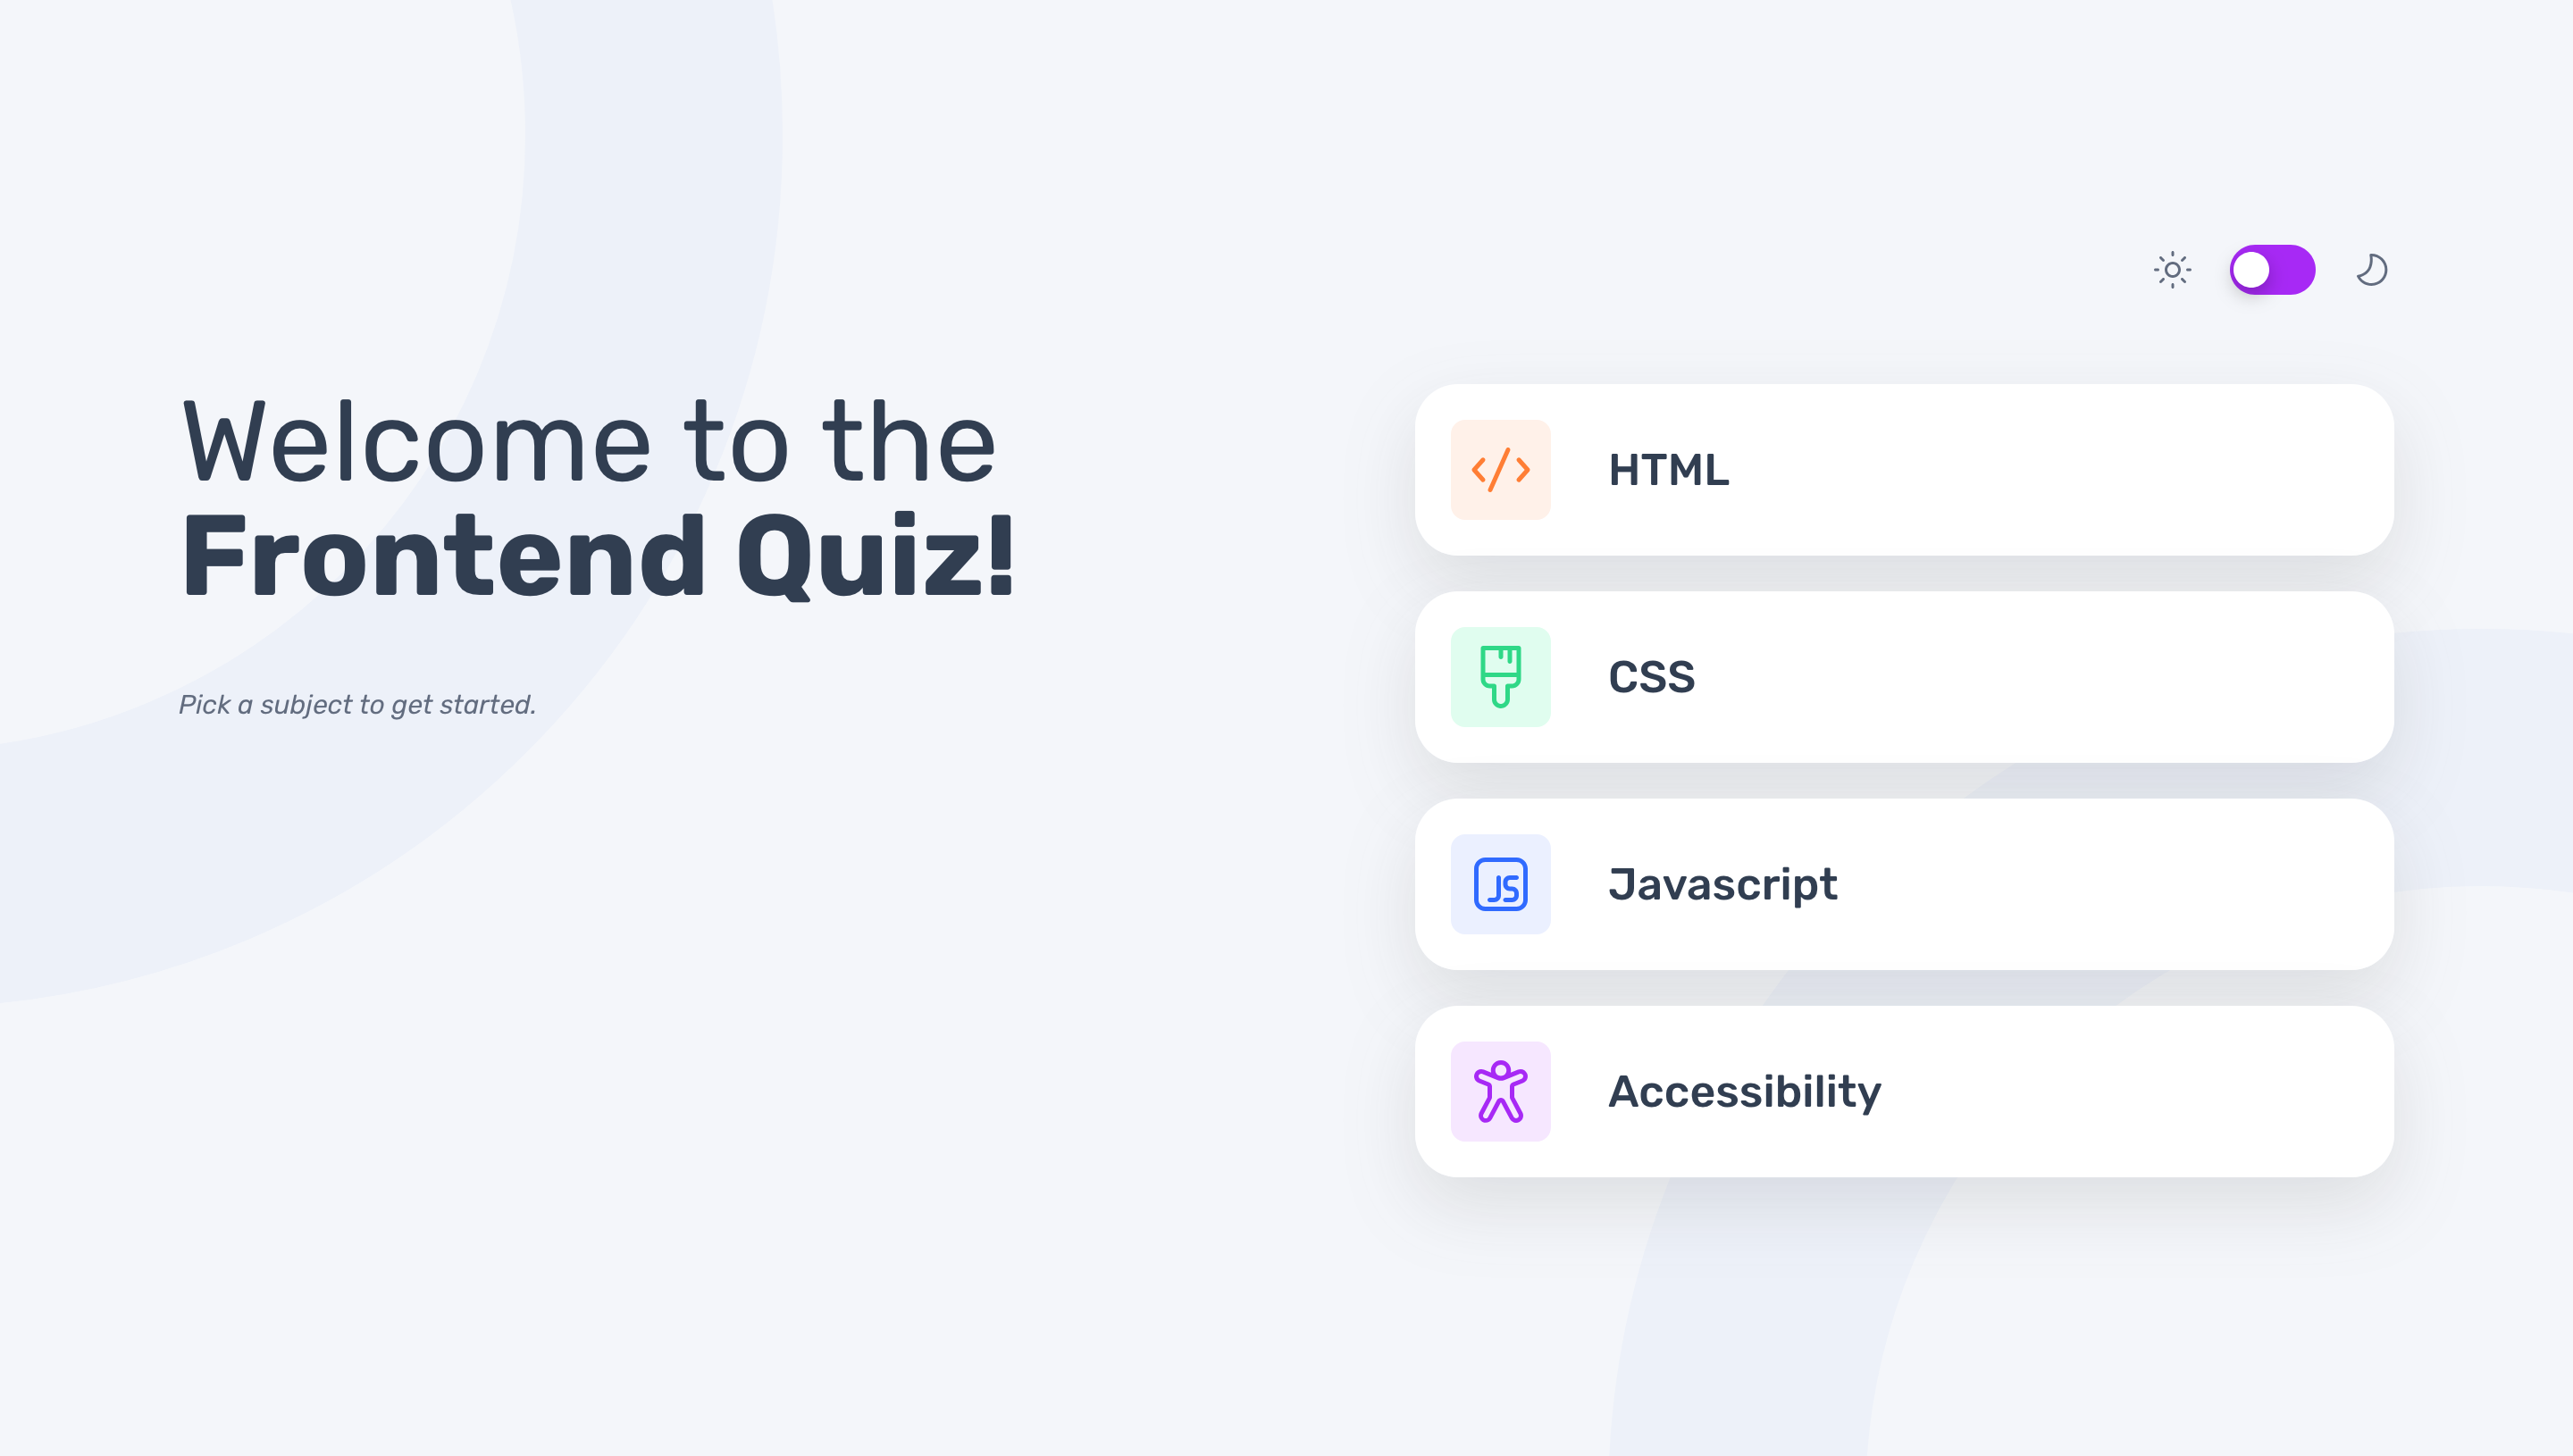 Welcome to the
Frontend Quiz!
Pick a subject to get started.
HTML
CSS
JS
Javascript
Accessibility